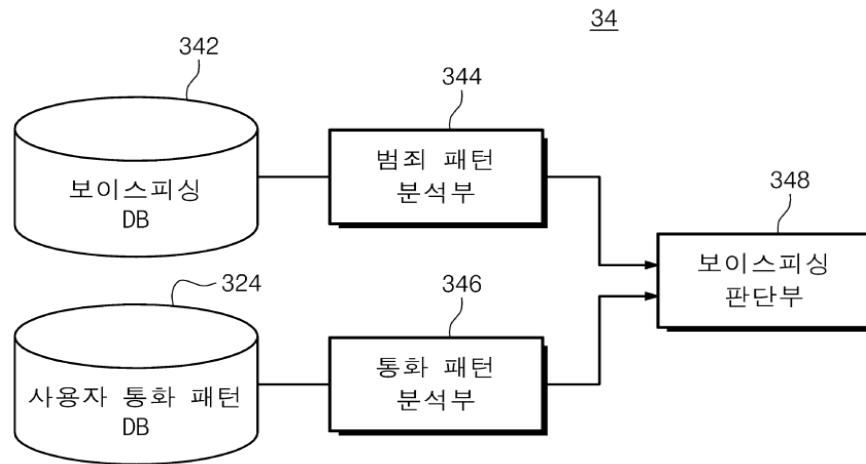 34
342
보이스피싱
DB
344
범죄 패턴
분석부
348
보이스피싱
판단부
324
사용자 통화 패턴
DB
346
통화 패턴
분석부